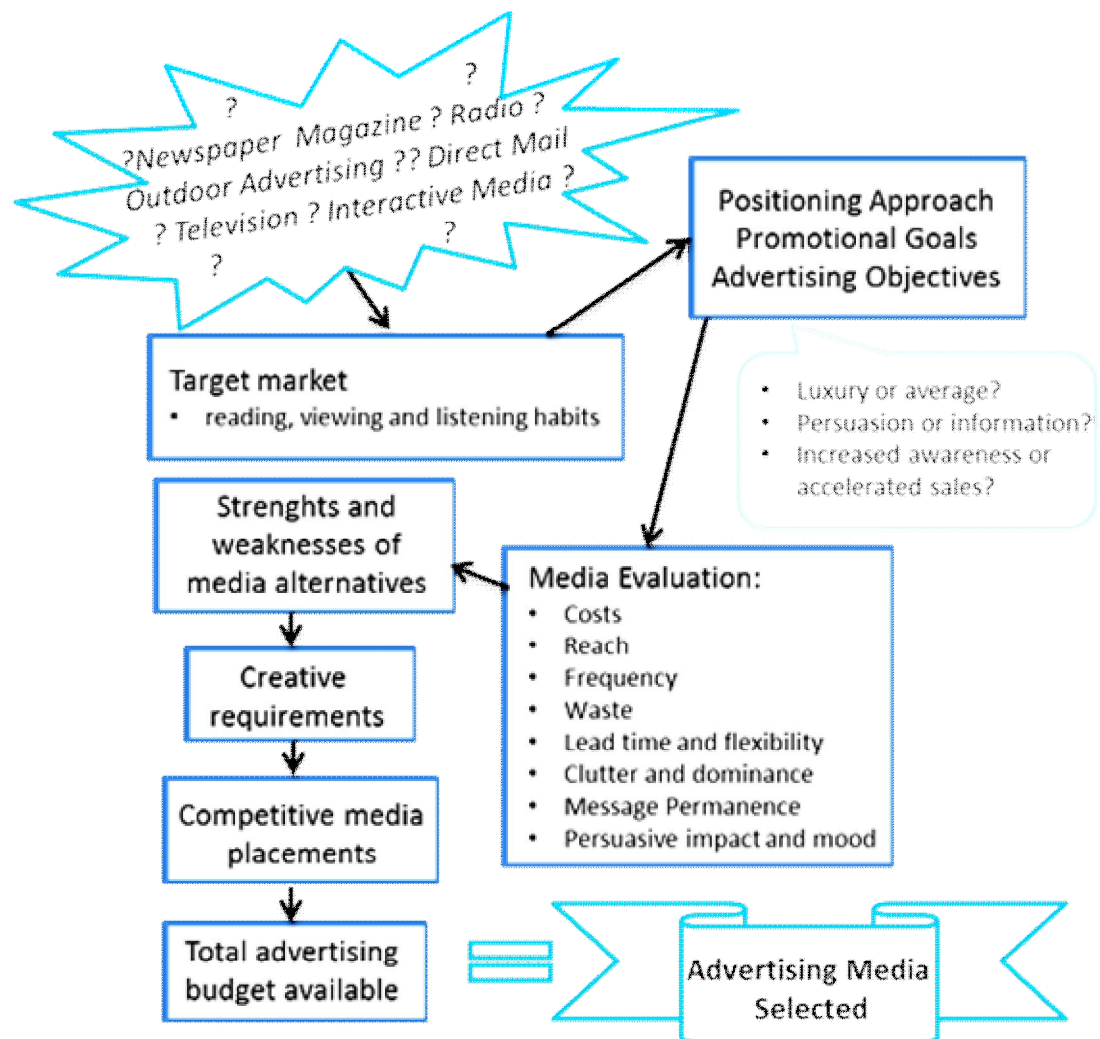 ?
?
?Newspaper Magazine ? Radio ?
Outdoor Advertising ?? Direct Mail
? Television ? Interactive Media ?
?
?
Positioning Approach
Promotional Goals
Advertising Objectives
Target market
• reading, viewing and listening habits
• Luxury or average?
• Persuasion or information?
• Increased awareness or
accelerated sales?
Strenghts and
weaknesses of
media alternatives
Media Evaluation:
• Costs
• Reach
• Frequency
• Waste
• Lead time and flexibility
• Clutter and dominance
• Message Permanence
• Persuasive impact and mood
Creative
requirements
Competitive media
placements
Total advertising
budget available
Advertising Media
Selected